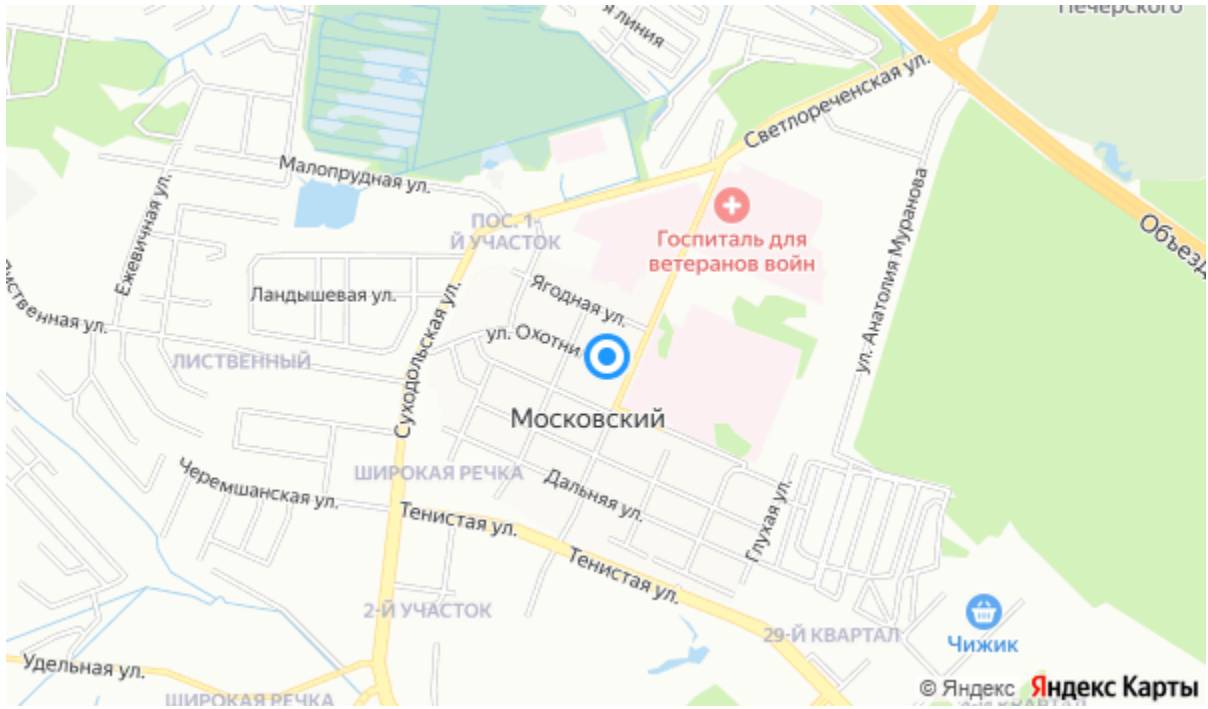 Печерского
я линия
Светлореченская ул.
Малопрудная ул.
Ежевичная ул.
ПОС. 1-
Й УЧАСТОК
Госпиталь для
ветеранов войн
ул. Анатолия Муранова
Объезд
Ландышевая ул.
Ягодная ул.
ул. Охотни
ственная ул.
ЛИСТВЕННЫЙ
Суходольская ул.
Московский
ШИРОКАЯ РЕЧКА
Черемшанская ул.
Дальняя ул.
Глухая ул.
Тенистая ул.
Тенистая ул.
2-Й УЧАСТОК
29-Й КВАРТАЛ
Чижик
Удельная ул.
ШИРОКАЯ РЕЧКА
© Яндекс Яндекс Карты
КВАРТАЛ